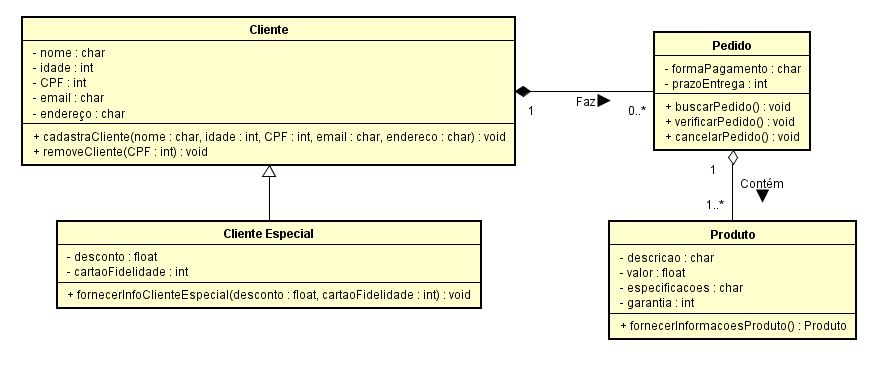 Cliente
- nome : char
- idade : int
- CPF : int
- email : char
- endereço : char
+ cadastraCliente(nome : char, idade : int, CPF : int, email : char, endereco : char) : void
+ removeCliente(CPF : int) : void
1
Faz
0..*
Pedido
- formaPagamento : char
- prazoEntrega : int
+ buscarPedido() : void
+ verificarPedido() : void
+ cancelarPedido() : void
1
Contém
1..*
Cliente Especial
- desconto : float
- cartaoFidelidade : int
+ fornecerInfoClienteEspecial(desconto : float, cartaoFidelidade : int) : void
Produto
- descricao : char
- valor : float
- especificacoes : char
- garantia : int
+ fornecerInformacoesProduto() : Produto